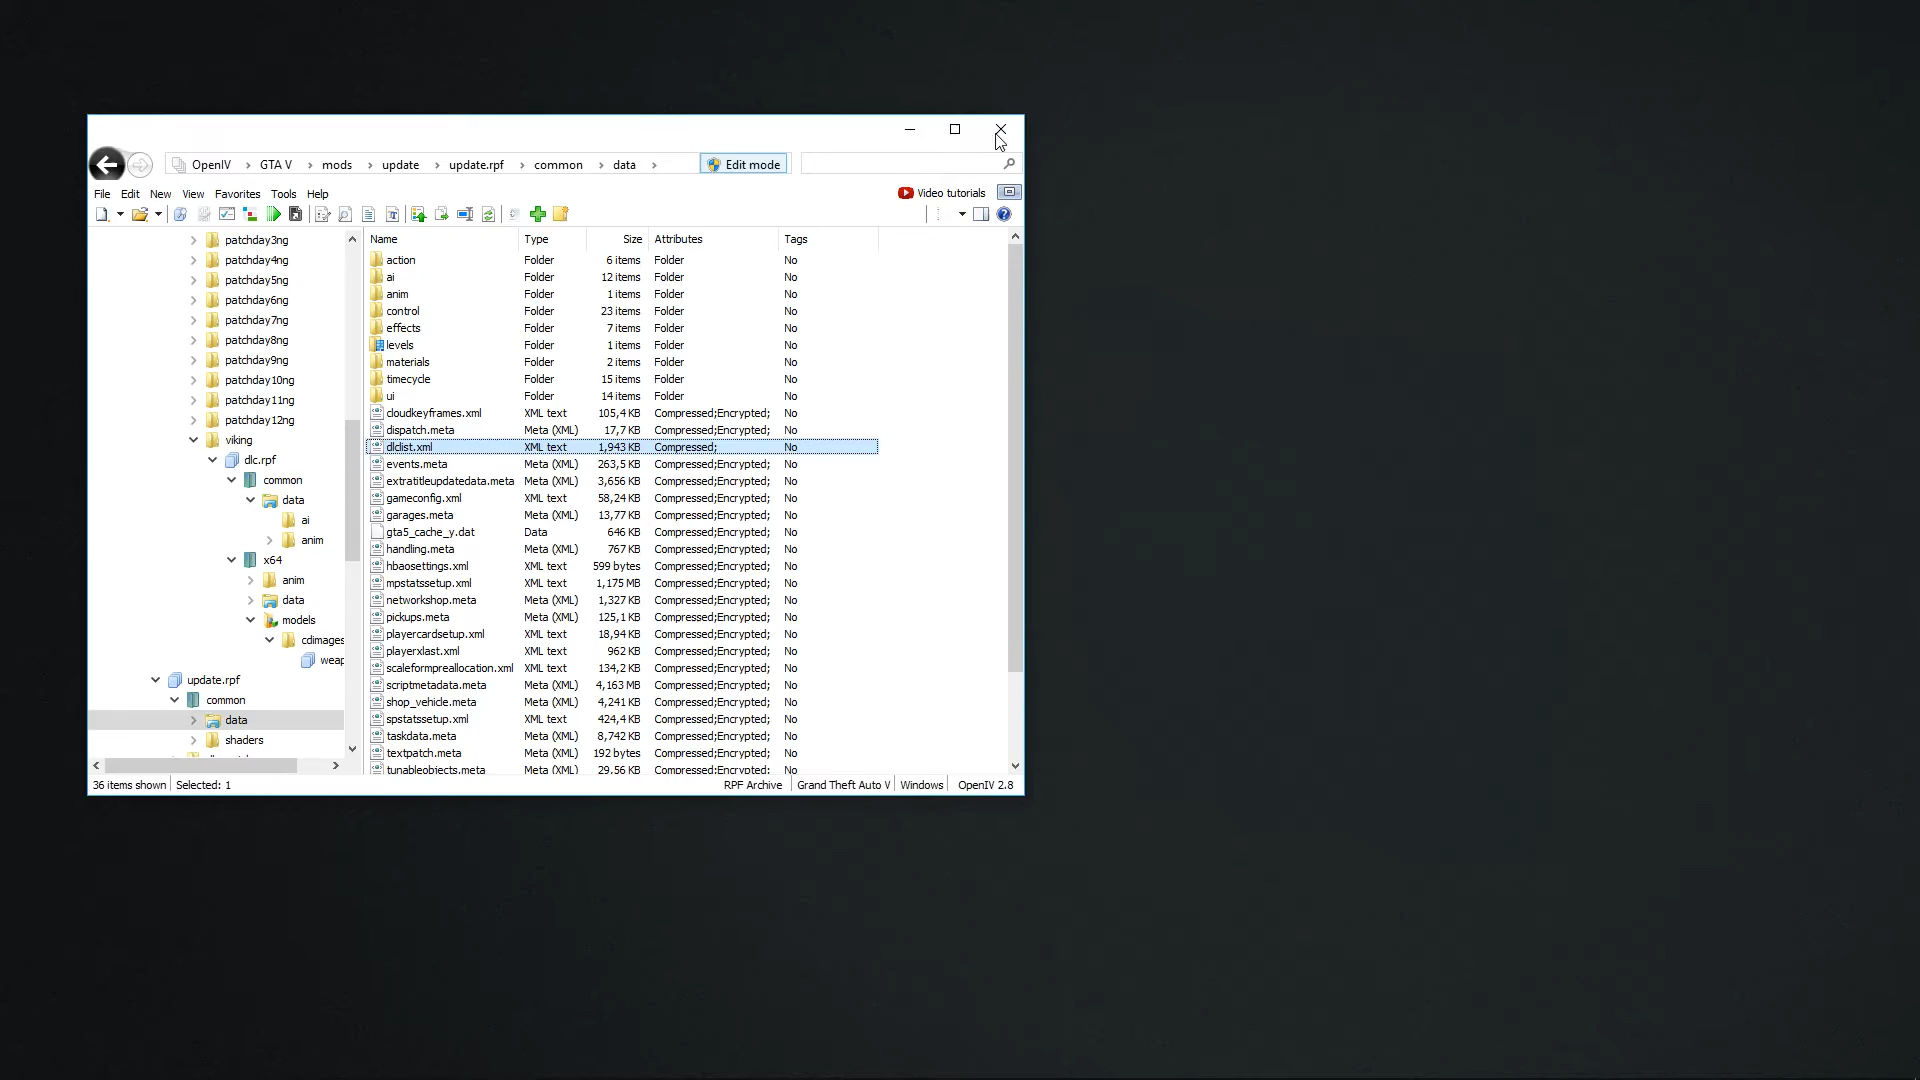 OpenIV GTA V mods update update.rpf common data Edit mode
File Edit New View Favorites Tools Help Video tutorials
patchday3ng
patchday4ng
patchday5ng
patchday6ng
patchday7ng
patchday8ng
patchday9ng
patchday10ng
patchday11ng
patchday12ng
viking
dlc.rpf
common
data
ai
anim
x64
anim
data
models
cdimages
weap
update.rpf
common
data
shaders
Name Type Size Attributes Tags
action Folder 6 items Folder No
ai Folder 12 items Folder No
anim Folder 1 items Folder No
control Folder 23 items Folder No
effects Folder 7 items Folder No
levels Folder 1 items Folder No
materials Folder 2 items Folder No
timecycle Folder 15 items Folder No
ui Folder 14 items Folder No
cloudkeyframes.xml XML text 105,4 KB Compressed;Encrypted; No
dispatch.meta Meta (XML) 17,7 KB Compressed;Encrypted; No
dlclist.xml XML text 1,943 KB Compressed; No
events.meta Meta (XML) 263,5 KB Compressed;Encrypted; No
extratitleupdatedata.meta Meta (XML) 3,656 KB Compressed;Encrypted; No
gameconfig.xml XML text 58,24 KB Compressed;Encrypted; No
garages.meta Meta (XML) 13,77 KB Compressed;Encrypted; No
gta5_cache_y.dat Data 646 KB Compressed;Encrypted; No
handling.meta Meta (XML) 767 KB Compressed;Encrypted; No
hbaosettings.xml XML text 599 bytes Compressed;Encrypted; No
mpstatssetup.xml XML text 1,175 MB Compressed;Encrypted; No
networkshop.meta Meta (XML) 1,327 KB Compressed;Encrypted; No
pickups.meta Meta (XML) 125,1 KB Compressed;Encrypted; No
playercardsetup.xml XML text 18,94 KB Compressed;Encrypted; No
playerxlast.xml XML text 962 KB Compressed;Encrypted; No
scaleformpreallocation.xml XML text 134,2 KB Compressed;Encrypted; No
scriptmetadata.meta Meta (XML) 4,163 MB Compressed;Encrypted; No
shop_vehicle.meta Meta (XML) 4,241 KB Compressed;Encrypted; No
spstatssetup.xml XML text 424,4 KB Compressed;Encrypted; No
taskdata.meta Meta (XML) 8,742 KB Compressed;Encrypted; No
textpatch.meta Meta (XML) 192 bytes Compressed;Encrypted; No
tunableobjects.meta Meta (XML) 29,56 KB Compressed;Encrypted; No
36 items shown Selected: 1 RPF Archive Grand Theft Auto V Windows OpenIV 2.8